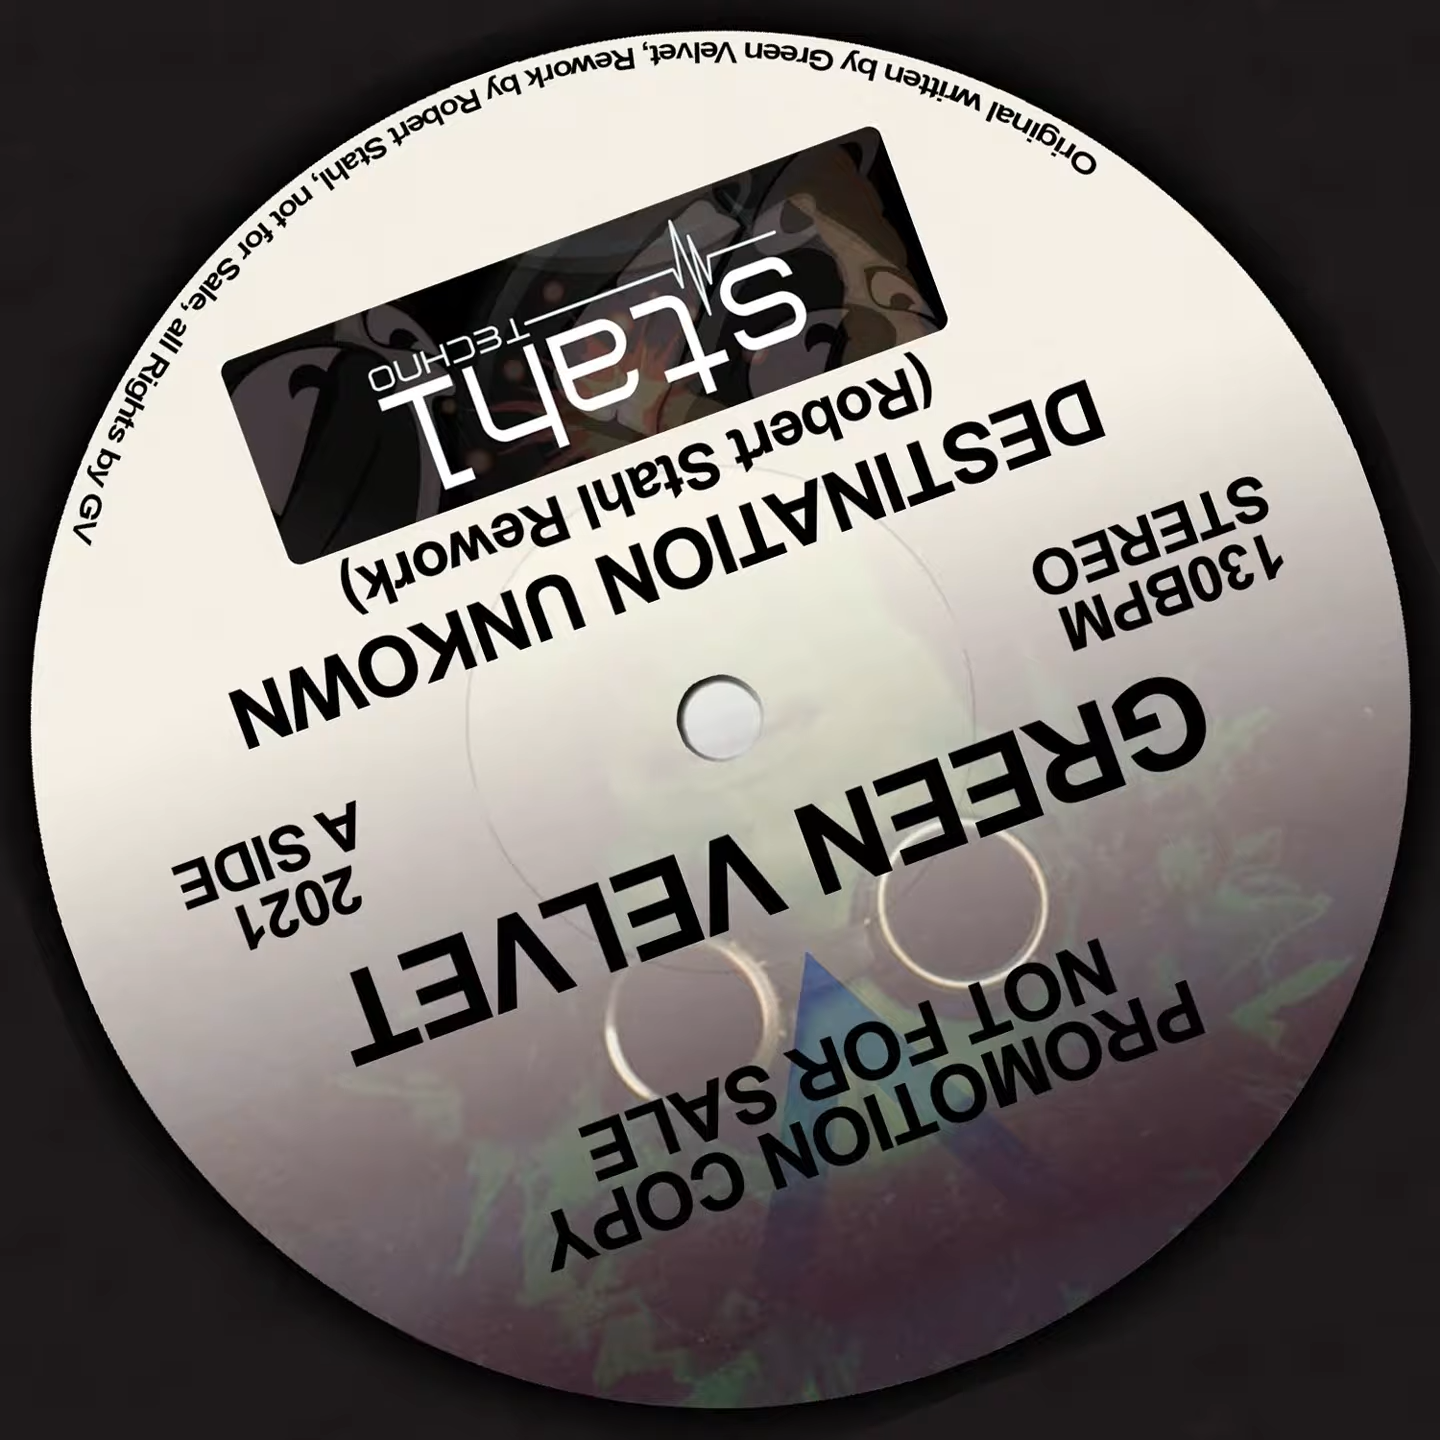 PROMOTION COPY
NOT FOR SALE
GREEN VELVET
2021
A SIDE
130BPM
STEREO
DESTINATION UNKOWN
(Robert Stahl Rework)
stahl
TECHNO
Original written by Green Velvet, Rework by Robert Stahl, not for Sale, all Rights by GV